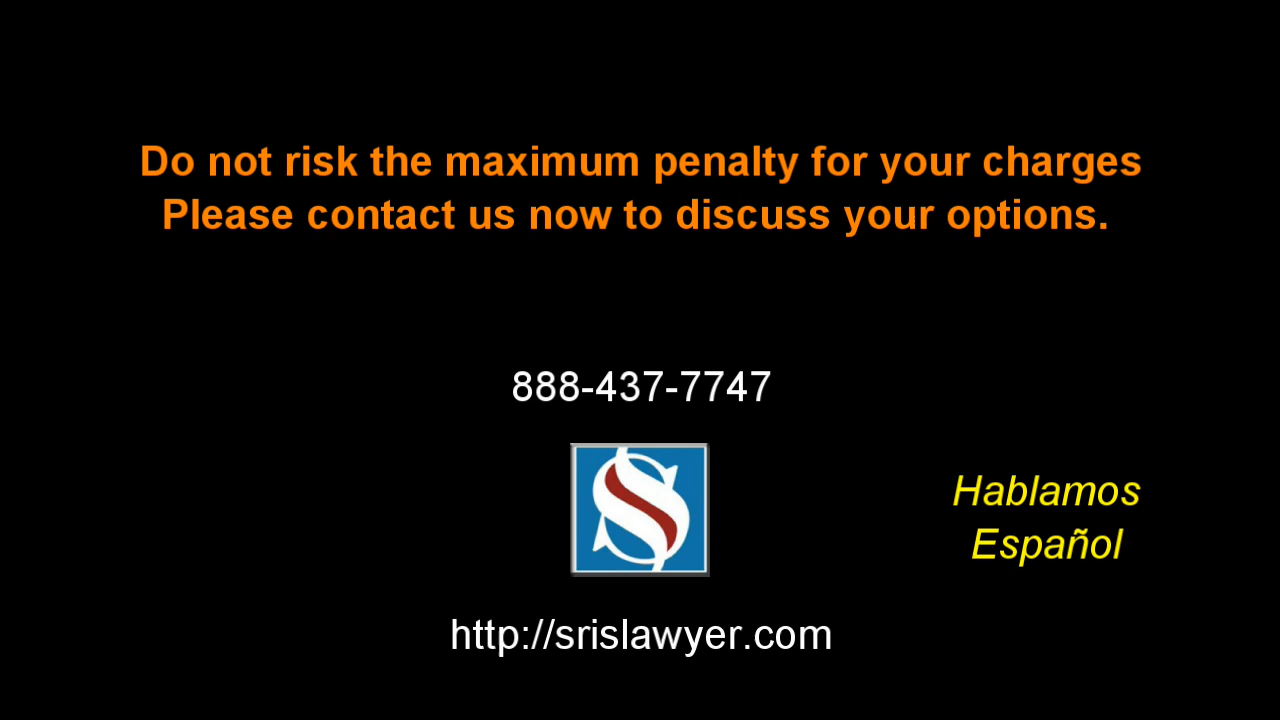 Do not risk the maximum penalty for your charges
Please contact us now to discuss your options.
888-437-7747
Hablamos
Español
http://srislawyer.com